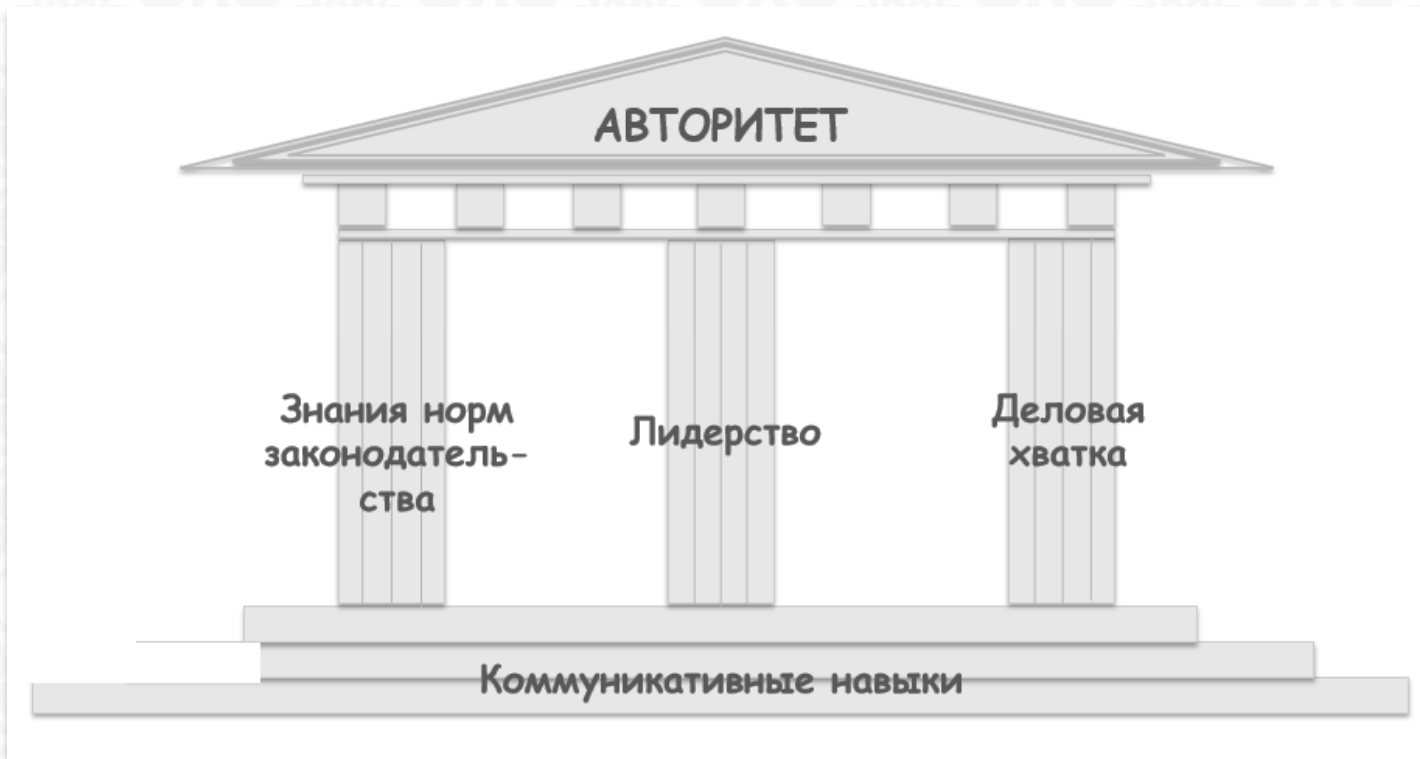 АВТОРИТЕТ
Знания норм
законодатель-
ства
Лидерство
Деловая
хватка
Коммуникативные навыки